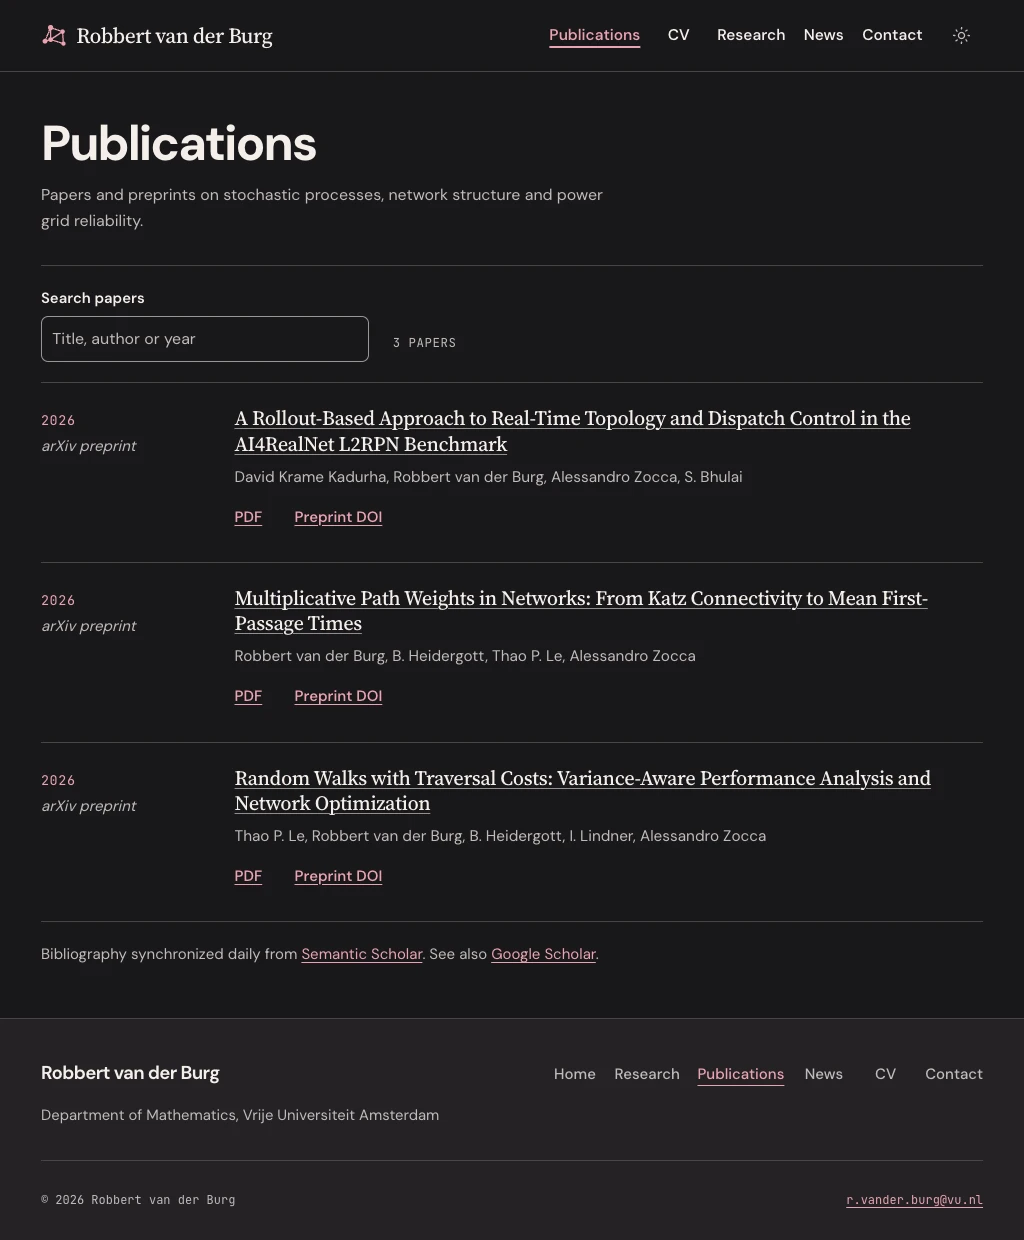 Robbert van der Burg
Publications CV Research News Contact
Publications
Papers and preprints on stochastic processes, network structure and power
grid reliability.
Search papers
Title, author or year
3 PAPERS
2026
arXiv preprint
A Rollout-Based Approach to Real-Time Topology and Dispatch Control in the
AI4RealNet L2RPN Benchmark
David Krame Kadurha, Robbert van der Burg, Alessandro Zocca, S. Bhulai
PDF Preprint DOI
2026
arXiv preprint
Multiplicative Path Weights in Networks: From Katz Connectivity to Mean First-
Passage Times
Robbert van der Burg, B. Heidergott, Thao P. Le, Alessandro Zocca
PDF Preprint DOI
2026
arXiv preprint
Random Walks with Traversal Costs: Variance-Aware Performance Analysis and
Network Optimization
Thao P. Le, Robbert van der Burg, B. Heidergott, I. Lindner, Alessandro Zocca
PDF Preprint DOI
Bibliography synchronized daily from Semantic Scholar. See also Google Scholar.
Robbert van der Burg
Home Research Publications News CV Contact
Department of Mathematics, Vrije Universiteit Amsterdam
© 2026 Robbert van der Burg
r.vander.burg@vu.nl